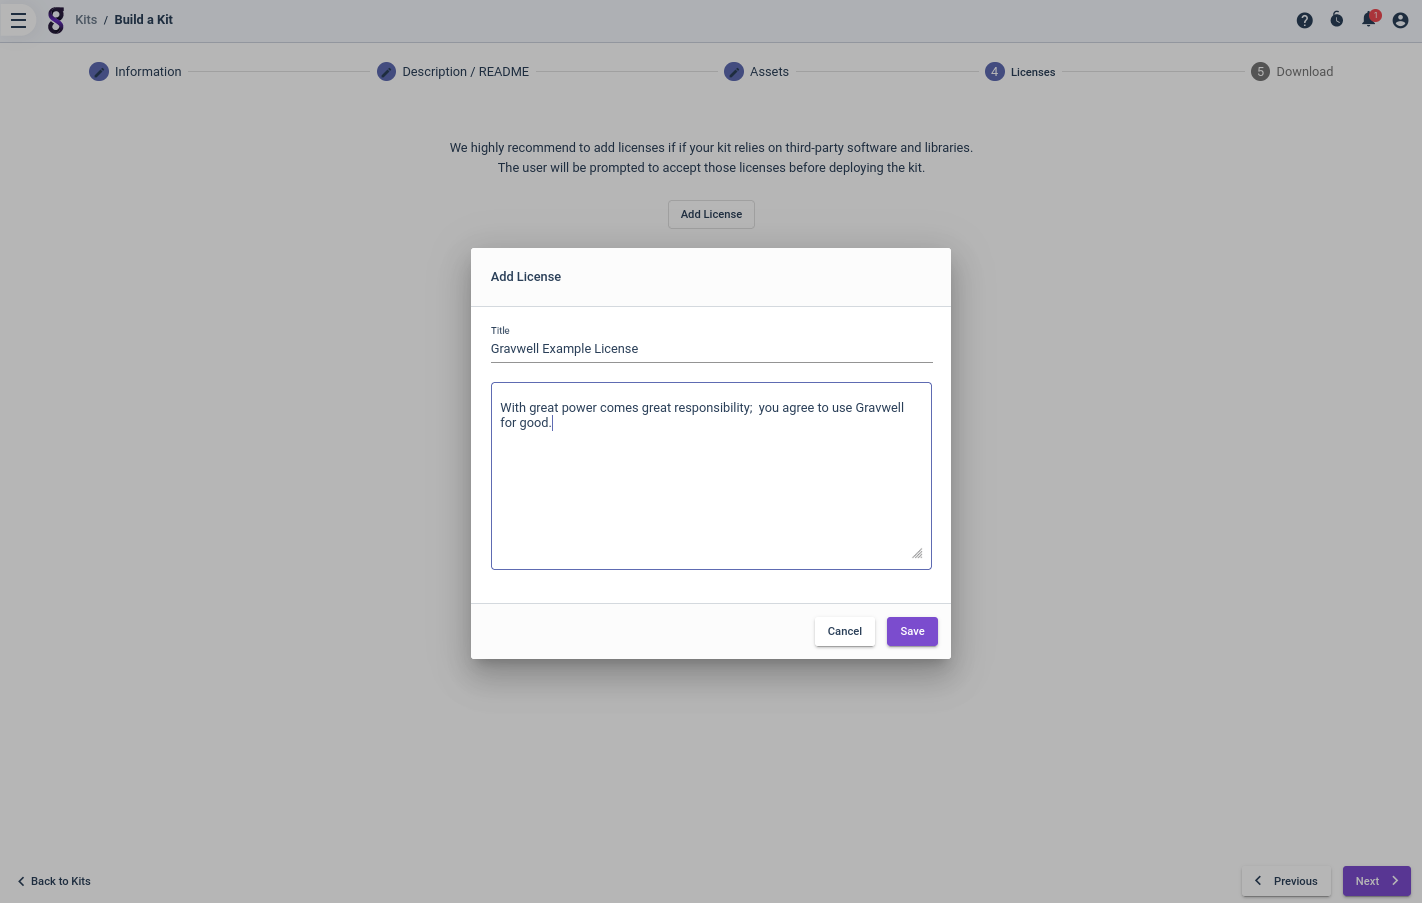 Kits / Build a Kit
1
Information
Description / README
Assets
4 Licenses
5 Download
We highly recommend to add licenses if if your kit relies on third-party software and libraries.
The user will be prompted to accept those licenses before deploying the kit.
Add License
Add License
Title
Gravwell Example License
With great power comes great responsibility;  you agree to use Gravwell
for good.
Cancel
Save
Back to Kits
Previous
Next